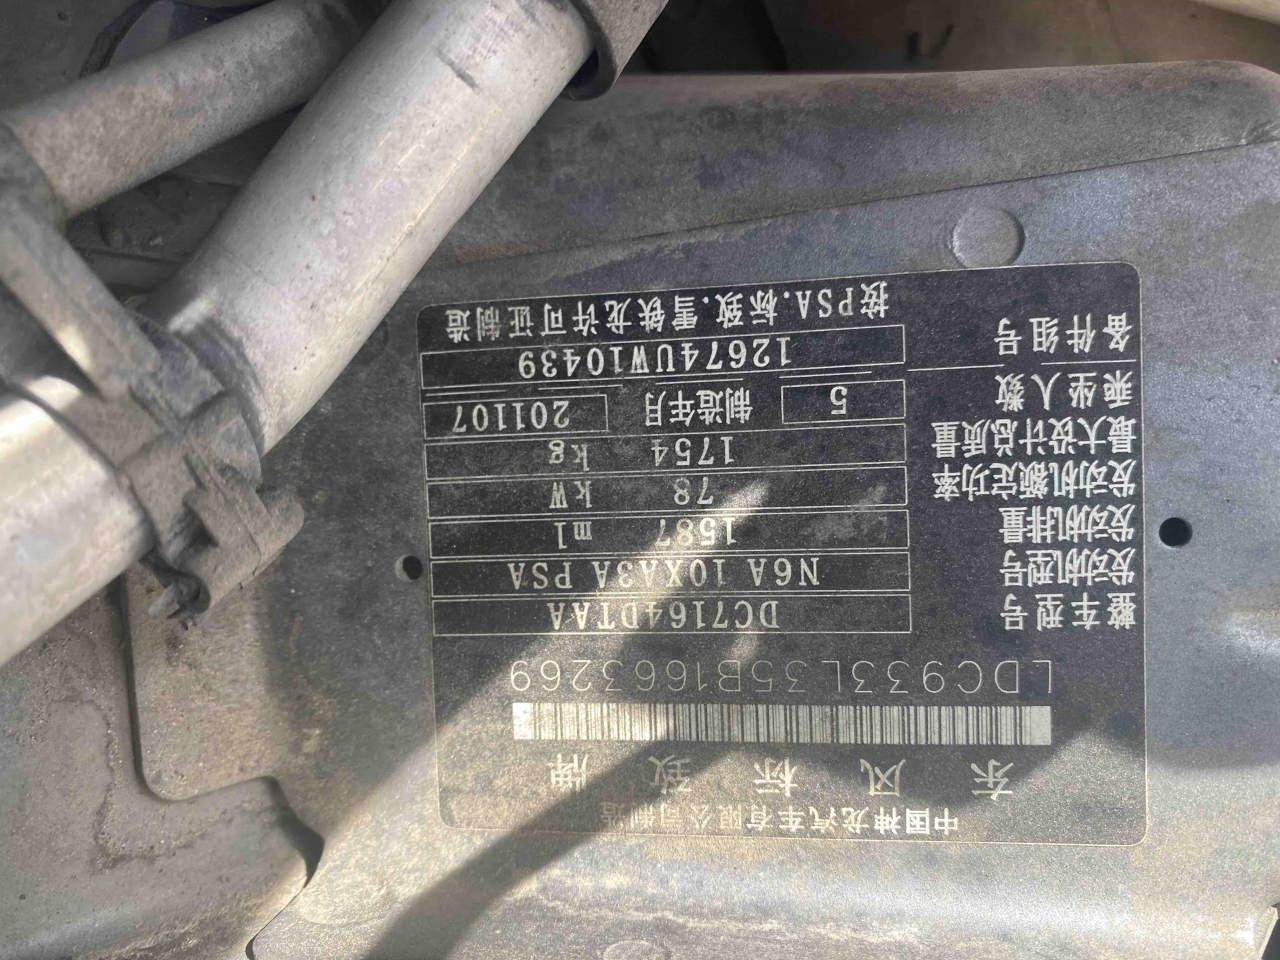 中国神龙汽车有限公司制造
东风标致牌
LDC933L35B1663269
整车型号 DC7164DTAA
发动机型号 N6A 10XA3A PSA
发动机排量 1587 ml
发动机额定功率 78 kW
最大设计总质量 1754 kg
乘坐人数 5 制造年月 201107
备件组号 12674UW10439
按PSA.标致.雪铁龙许可证制造